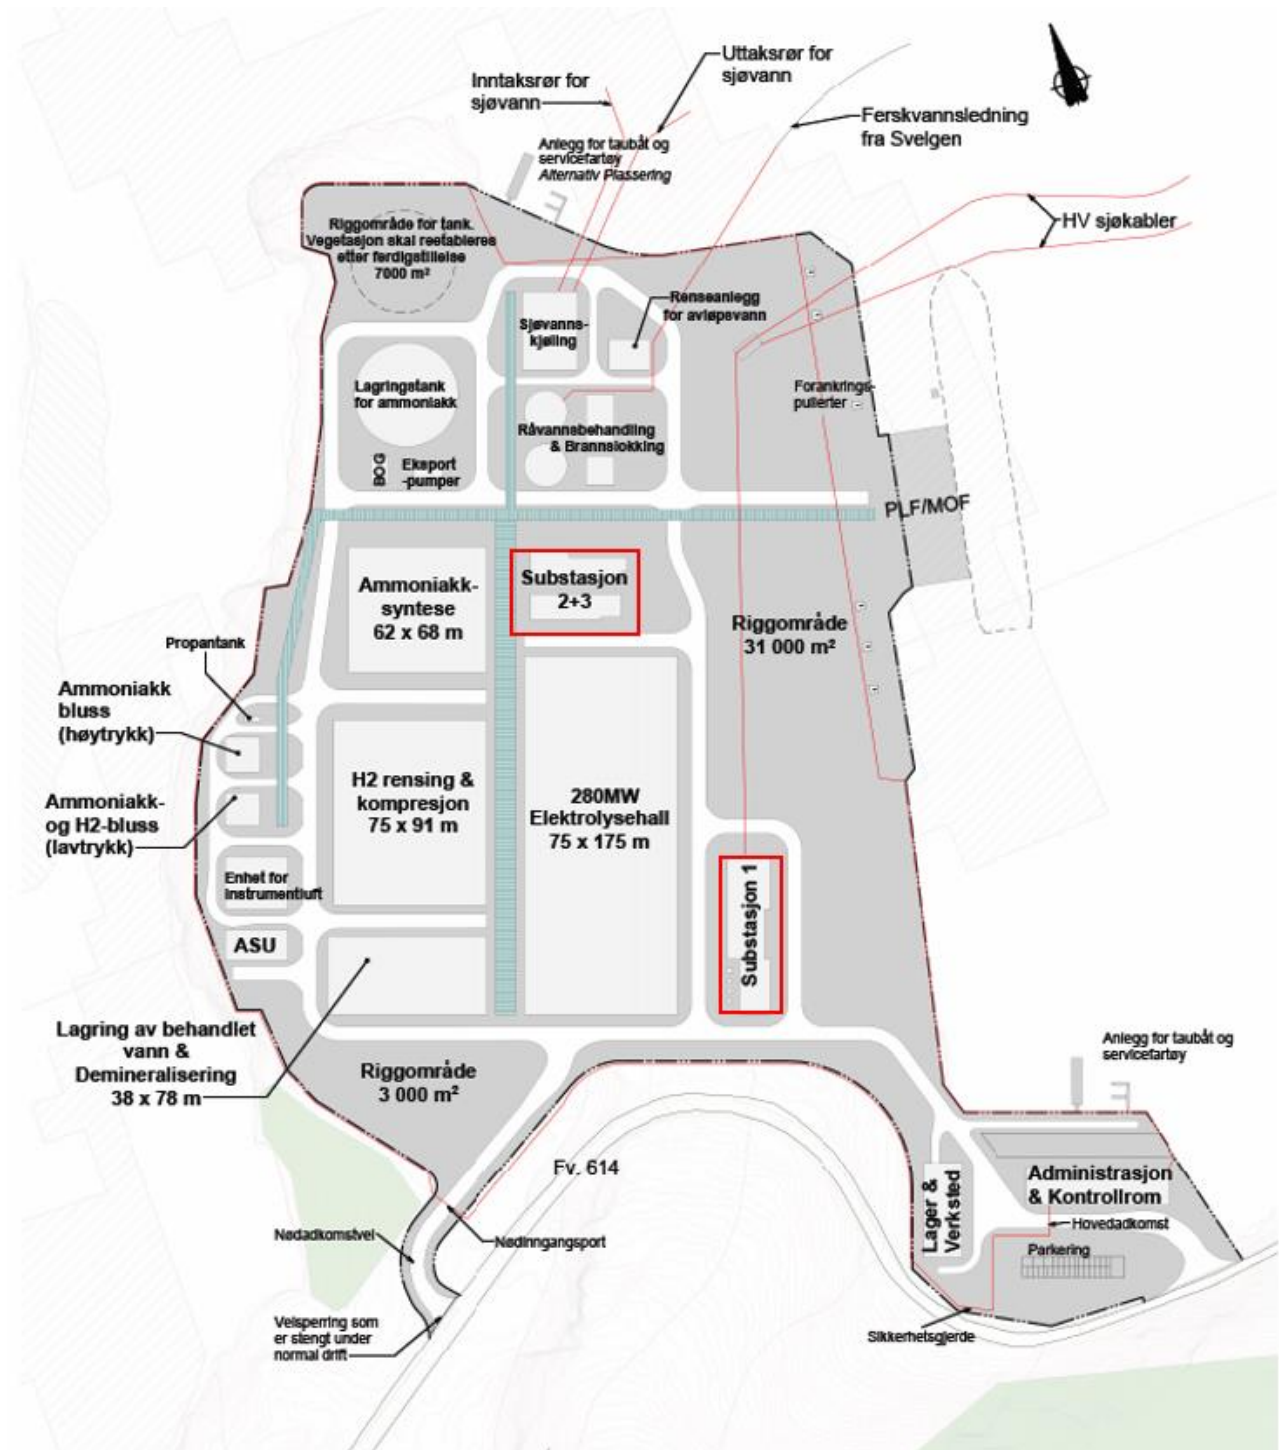 Uttaksrør for
sjøvann
Inntaksrør for
sjøvann
Ferskvannsledning
fra Svelgen
Anlegg for taubåt og
servicefartøy
Alternativ Plassering
HV sjøkabler
Riggområde for tank.
Vegetasjon skal reetableres
etter ferdigstillelse
7000 m²
Renseanlegg
for avløpsvann
Sjøvanns-
kjøling
Lagringstank
for ammoniakk
Forankrings-
pullerter
Råvannsbehandling
& Brannslokking
BOG
Eksport
-pumper
PLF/MOF
Ammoniakk-
syntese
62 x 68 m
Substasjon
2+3
Riggområde
31 000 m²
Propantank
Ammoniakk
bluss
(høytrykk)
H2 rensing &
kompresjon
75 x 91 m
280MW
Elektrolysehall
75 x 175 m
Ammoniakk-
og H2-bluss
(lavtrykk)
Enhet for
instrumentluft
Substasjon 1
ASU
Lagring av behandlet
vann &
Demineralisering
38 x 78 m
Riggområde
3 000 m²
Anlegg for taubåt og
servicefartøy
Fv. 614
Lager &
Verksted
Administrasjon
& Kontrollrom
Hovedadkomst
Parkering
Nødadkomstvei
Nødinngangsport
Veisperring som
er stengt under
normal drift
Sikkerhetsgjerde